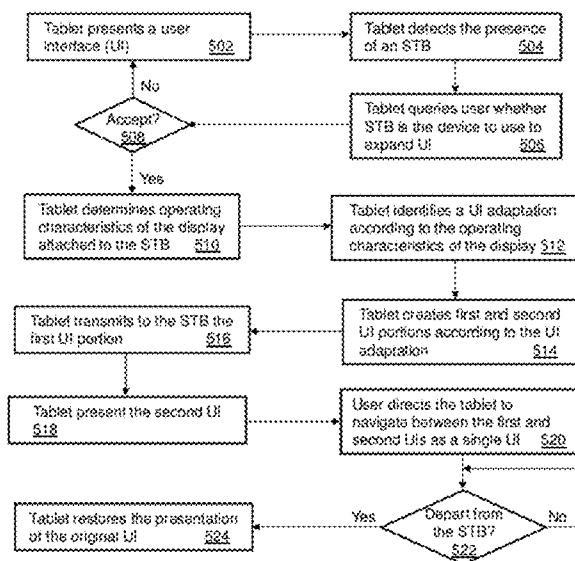 Tablet presents a user
interface (UI) 502
Tablet detects the presence
of an STB 504
Tablet queries user whether
STB is the device to use to
expand UI 506
No
Accept?
508
Yes
Tablet determines operating
characteristics of the display
attached to the STB 510
Tablet identifies a UI adaptation
according to the operating
characteristics of the display 512
Tablet creates first and second
UI portions according to the UI
adaptation 514
Tablet transmits to the STB the
first UI portion 516
Tablet present the second UI
518
User directs the tablet to
navigate between the first and
second UIs as a single UI 520
Depart from
the STB?
522
Yes
No
Tablet restores the presentation
of the original UI 524